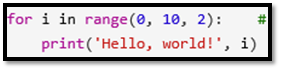 for i in range(0, 10, 2):    #
    print('Hello, world!', i)